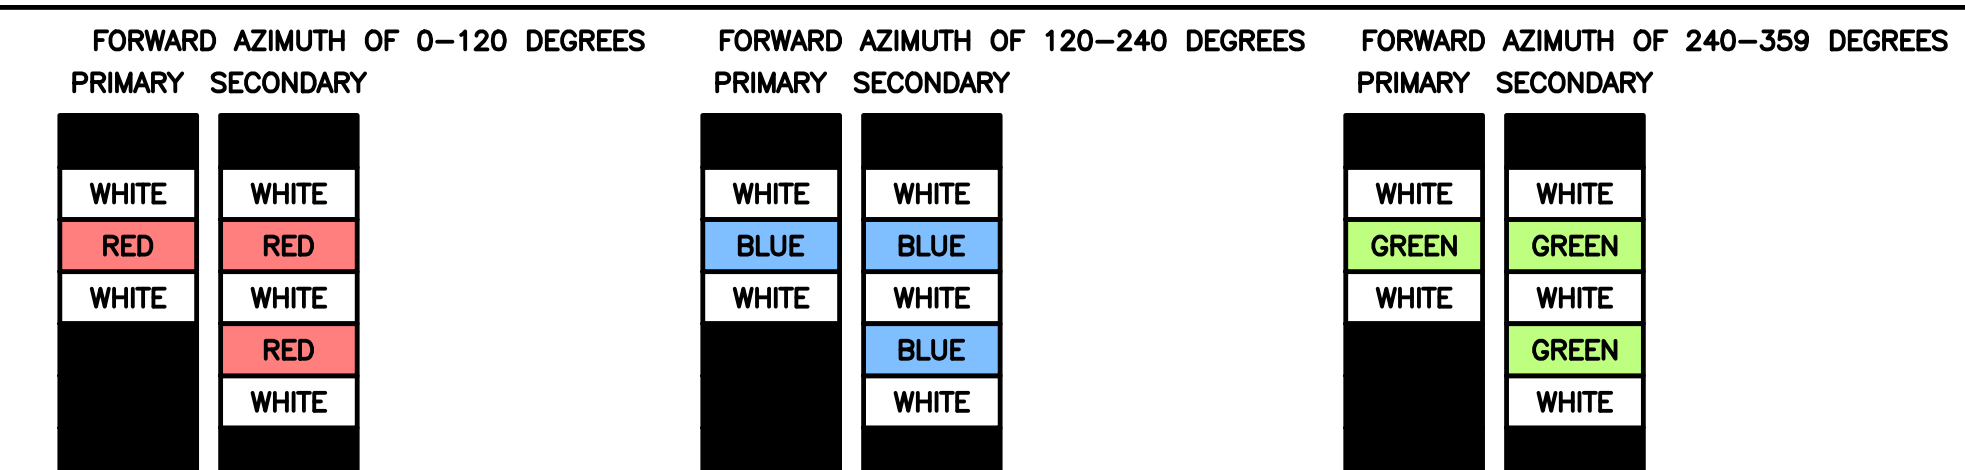 FORWARD AZIMUTH OF 0-120 DEGREES
PRIMARY SECONDARY
WHITE WHITE
RED RED
WHITE WHITE
RED
WHITE
FORWARD AZIMUTH OF 120-240 DEGREES
PRIMARY SECONDARY
WHITE WHITE
BLUE BLUE
WHITE WHITE
BLUE
WHITE
FORWARD AZIMUTH OF 240-359 DEGREES
PRIMARY SECONDARY
WHITE WHITE
GREEN GREEN
WHITE WHITE
GREEN
WHITE